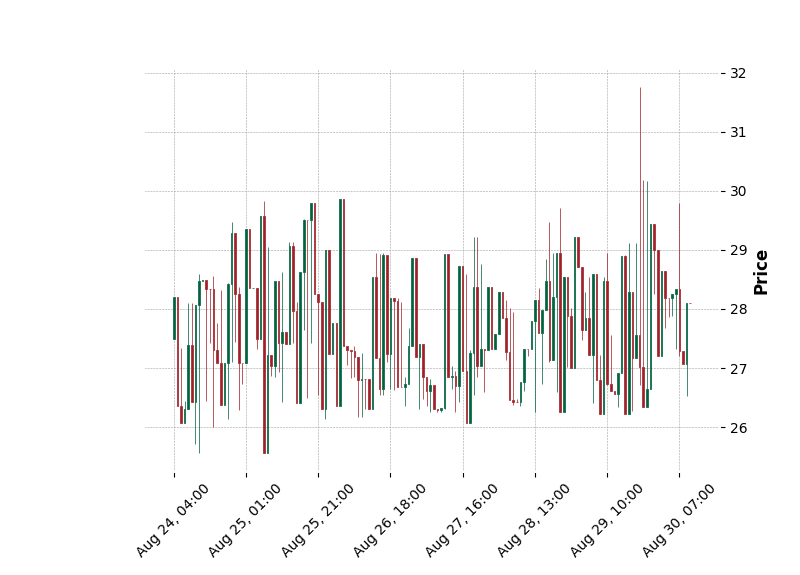 32
31
30
29
28
27
26
Price
Aug 24, 04:00
Aug 25, 01:00
Aug 25, 21:00
Aug 26, 18:00
Aug 27, 16:00
Aug 28, 13:00
Aug 29, 10:00
Aug 30, 07:00